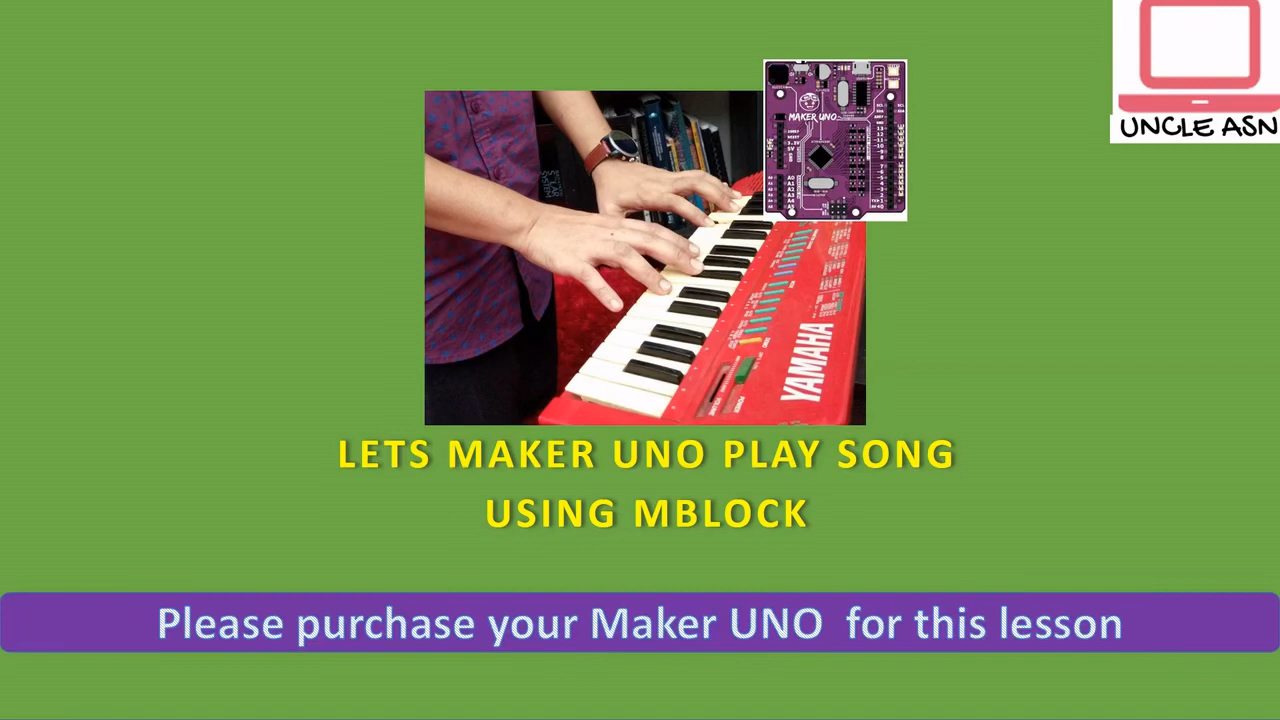 UNCLE ASN
MAKER UNO
YAMAHA
LETS MAKER UNO PLAY SONG
USING MBLOCK
Please purchase your Maker UNO for this lesson